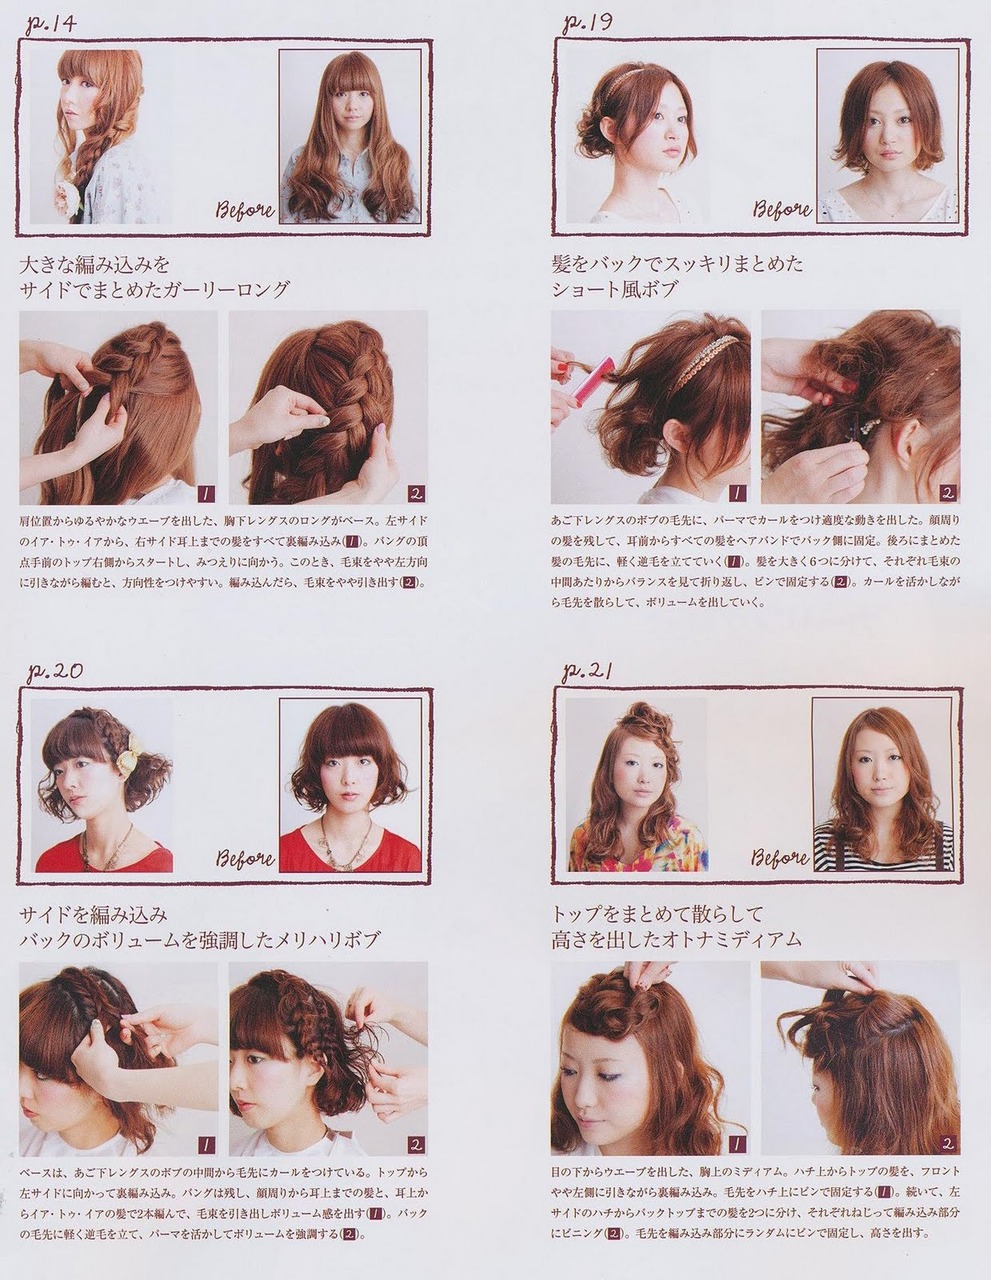 p.14
Before
大きな編み込みを
サイドでまとめたガーリーロング
1
2
肩位置からゆるやかなウエーブを出した、胸下レングスのロングがベース。左サイド
のイア・トゥ・イアから、右サイド耳上までの髪をすべて裏編み込み(1)。バングの頂
点手前のトップ右側からスタートし、みつえりに向かう。このとき、毛束をやや左方向
に引きながら編むと、方向性をつけやすい。編み込んだら、毛束をやや引き出す(2)。
p.19
Before
髪をバックでスッキリまとめた
ショート風ボブ
1
2
あご下レングスのボブの毛先に、パーマでカールをつけ適度な動きを出した。顔周り
の髪を残して、耳前からすべての髪をヘアバンドでバック側に固定。後ろにまとめた
髪の毛先に、軽く逆毛を立てていく(1)。髪を大きく6つに分けて、それぞれ毛束の
中間あたりからバランスを見て折り返し、ピンで固定する(2)。カールを活かしなが
ら毛先を散らして、ボリュームを出していく。
p.20
Before
サイドを編み込み
バックのボリュームを強調したメリハリボブ
1
2
ベースは、あご下レングスのボブの中間から毛先にカールをつけている。トップから
左サイドに向かって裏編み込み。バングは残し、顔周りから耳上までの髪と、耳上か
らイア・トゥ・イアの髪で2本編んで、毛束を引き出しボリューム感を出す(1)。バック
の毛先に軽く逆毛を立て、パーマを活かしてボリュームを強調する(2)。
p.21
Before
トップをまとめて散らして
高さを出したオトナミディアム
1
2
目の下からウエーブを出した、胸上のミディアム。ハチ上からトップの髪を、フロント
やや左側に引きながら裏編み込み。毛先をハチ上にピンで固定する(1)。続いて、左
サイドのハチからバックトップまでの髪を2つに分け、それぞれねじって編み込み部分
にピニング(2)。毛先を編み込み部分にランダムにピンで固定し、高さを出す。